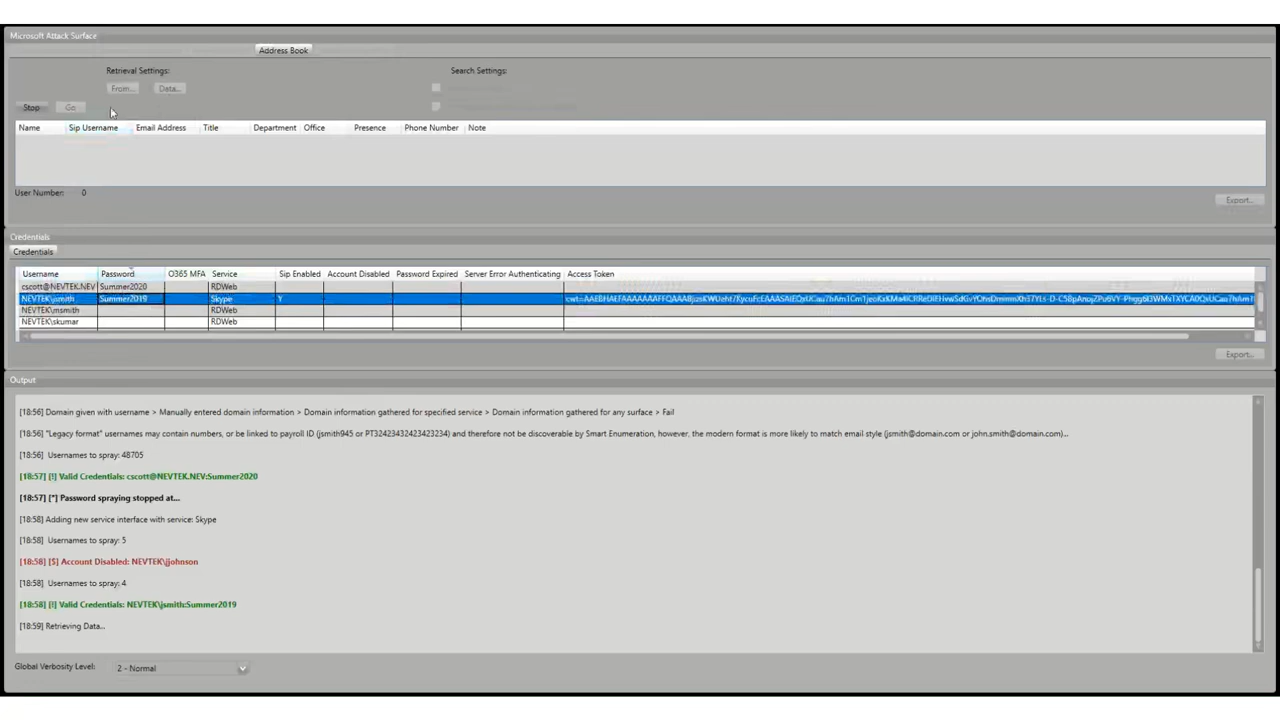 Microsoft Attack Surface
Address Book
Retrieval Settings:
Search Settings:
From...
Data...
Stop
Go
Name Sip Username Email Address Title Department Office Presence Phone Number Note
User Number: 0
Export...
Credentials
Credentials
Username Password O365 MFA Service Sip Enabled Account Disabled Password Expired Server Error Authenticating Access Token
cscott@NEVTEK.NEV Summer2020 RDWeb
NEVTEK\jsmith Summer2019 Skype Y
NEVTEK\msmith RDWeb
NEVTEK\skumar RDWeb
Export...
Output
[18:56] Domain given with username > Manually entered domain information > Domain information gathered for specified service > Domain information gathered for any surface > Fail
[18:56] "Legacy format" usernames may contain numbers, or be linked to payroll ID (jsmith945 or PT32423432423423234) and therefore not be discoverable by Smart Enumeration, however, the modern format is more likely to match email style (jsmith@domain.com or john.smith@domain.com)...
[18:56] Usernames to spray: 48705
[18:57] [!] Valid Credentials: cscott@NEVTEK.NEV:Summer2020
[18:57] [*] Password spraying stopped at...
[18:58] Adding new service interface with service: Skype
[18:58] Usernames to spray: 5
[18:58] [$] Account Disabled: NEVTEK\jjohnson
[18:58] Usernames to spray: 4
[18:58] [!] Valid Credentials: NEVTEK\jsmith:Summer2019
[18:59] Retrieving Data...
Global Verbosity Level: 2 - Normal